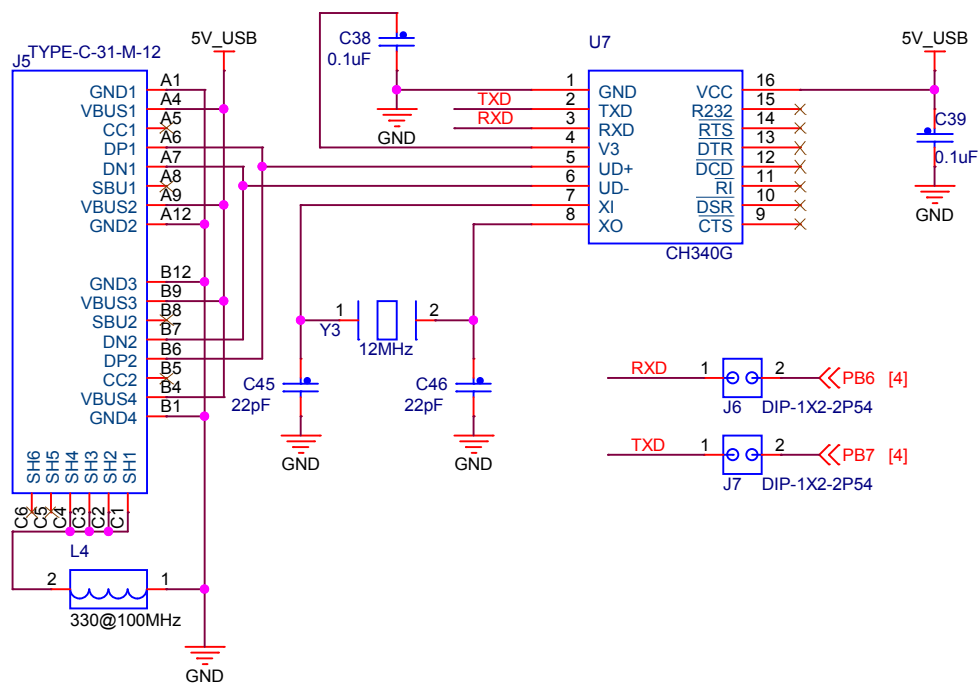 TYPE-C-31-M-12
J5
GND1 A1
VBUS1 A4
CC1 A5
DP1 A6
DN1 A7
SBU1 A8
VBUS2 A9
GND2 A12
GND3 B12
VBUS3 B9
SBU2 B8
DN2 B7
DP2 B6
CC2 B5
VBUS4 B4
GND4 B1
SH6 SH5 SH4 SH3 SH2 SH1
C6 C5 C4 C3 C2 C1
5V_USB
L4
2 1
330@100MHz
GND
C38
0.1uF
GND
TXD
RXD
U7
1 GND VCC 16
2 TXD R232 15
3 RXD RTS 14
4 V3 DTR 13
5 UD+ DCD 12
6 UD- RI 11
7 XI DSR 10
8 XO CTS 9
CH340G
5V_USB
C39
0.1uF
GND
1 2
Y3
12MHz
C45
22pF
GND
C46
22pF
GND
RXD 1 2 PB6 [4]
J6 DIP-1X2-2P54
TXD 1 2 PB7 [4]
J7 DIP-1X2-2P54